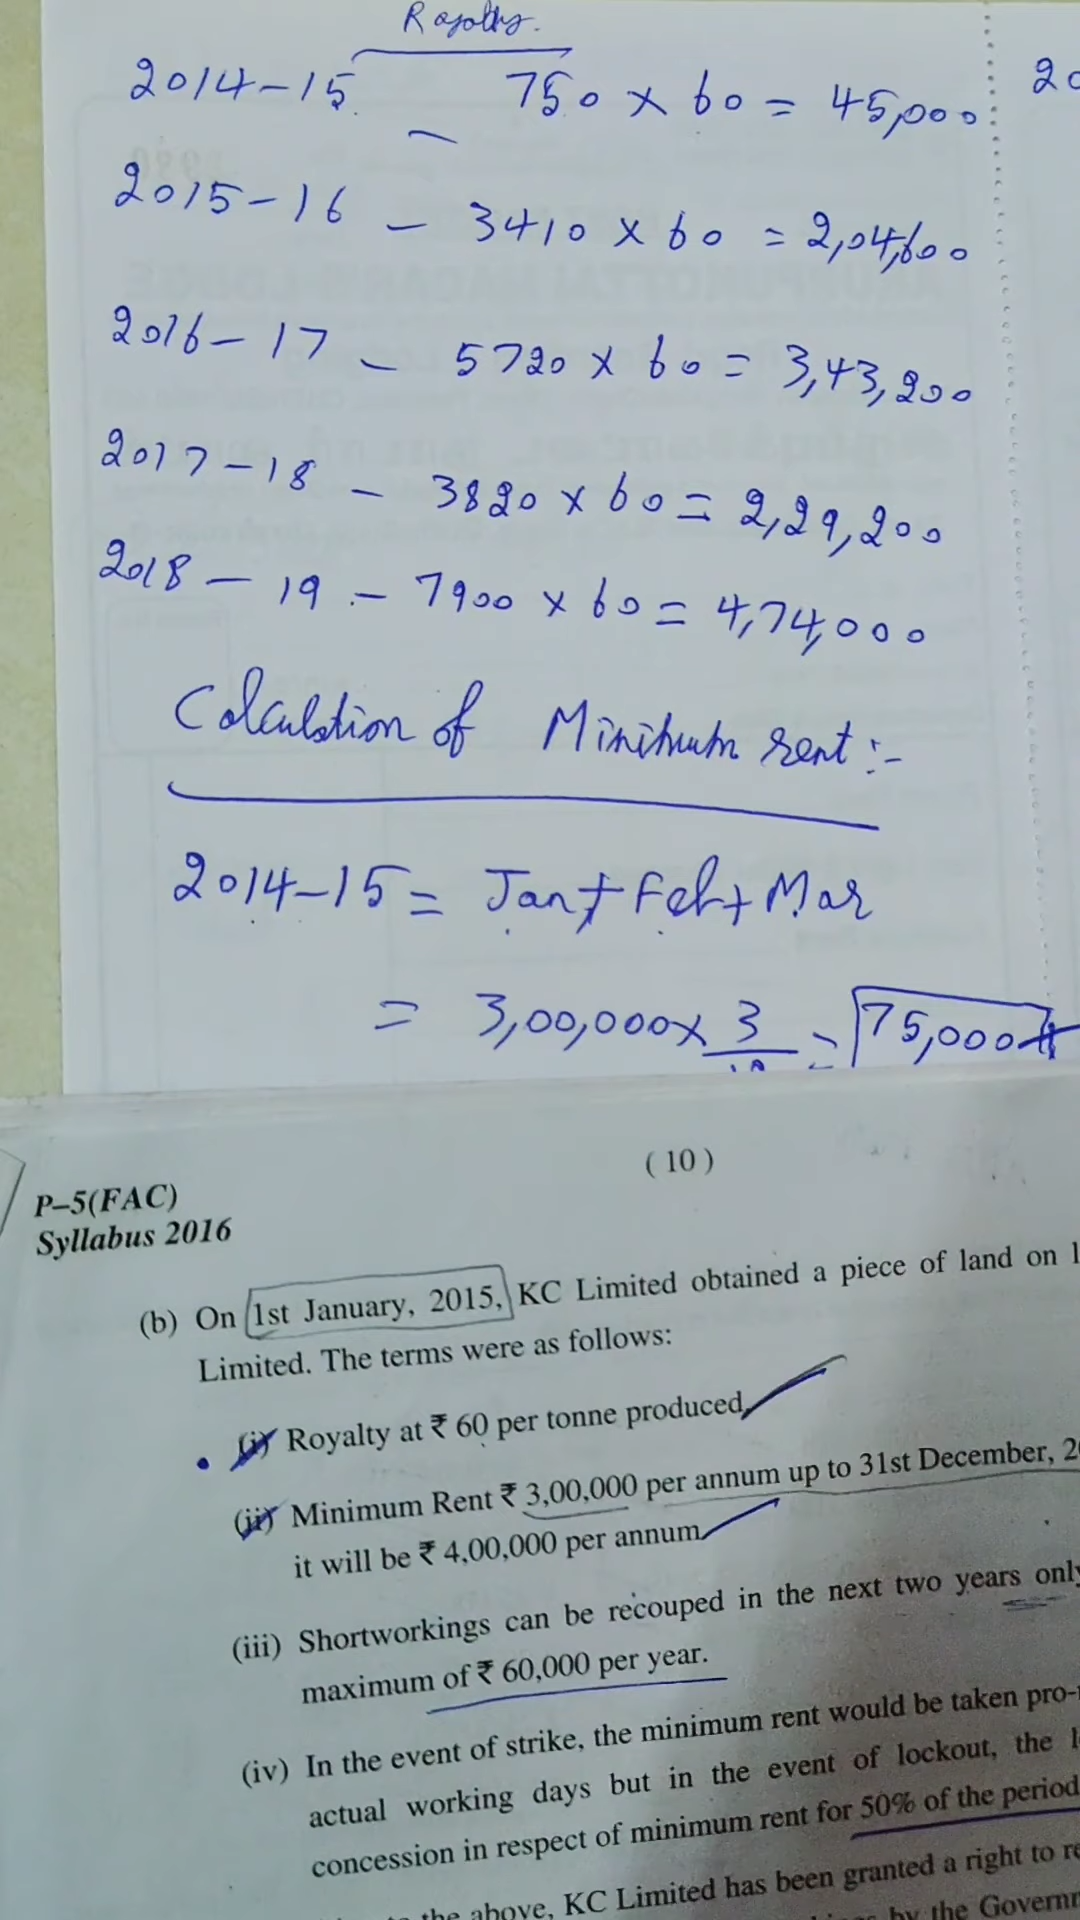 Royalty.
2014-15 - 750 x 60 = 45,000
20
2015-16 - 3410 x 60 = 2,04,600
2016-17 - 5720 x 60 = 3,43,200
2017-18 - 3820 x 60 = 2,29,200
2018-19 - 7900 x 60 = 4,74,000
Calculation of Minimum rent :-
2014-15 = Jan + Feb + Mar
= 3,00,000 x 3/12 = 75,000
(10)
P-5(FAC)
Syllabus 2016
(b) On 1st January, 2015, KC Limited obtained a piece of land on
Limited. The terms were as follows:
(i) Royalty at ₹ 60 per tonne produced
(ii) Minimum Rent ₹ 3,00,000 per annum up to 31st December,
it will be ₹ 4,00,000 per annum
(iii) Shortworkings can be recouped in the next two years only
maximum of ₹ 60,000 per year.
(iv) In the event of strike, the minimum rent would be taken pro-
actual working days but in the event of lockout, the
concession in respect of minimum rent for 50% of the period
the above, KC Limited has been granted a right to
by the Governm